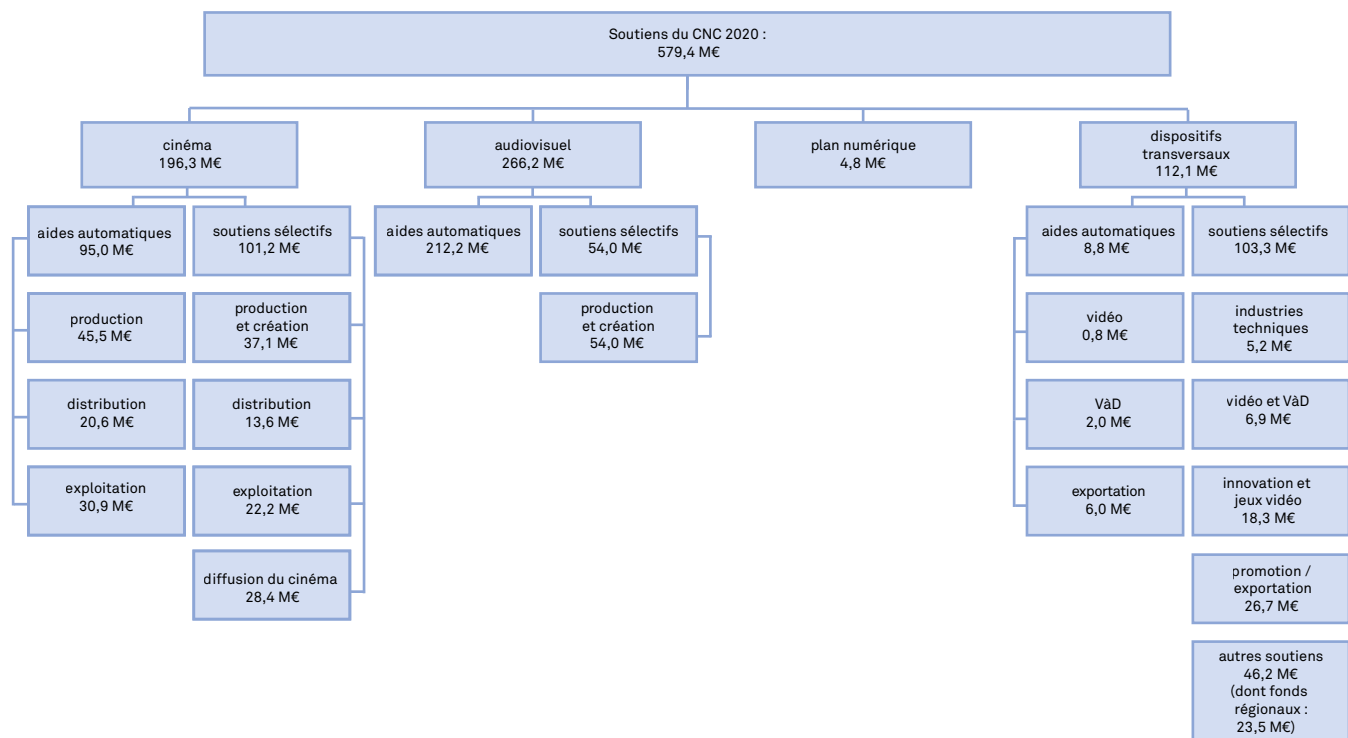 Soutiens du CNC 2020 :
579,4 M€
cinéma
196,3 M€
audiovisuel
266,2 M€
plan numérique
4,8 M€
dispositifs
transversaux
112,1 M€
aides automatiques
95,0 M€
soutiens sélectifs
101,2 M€
aides automatiques
212,2 M€
soutiens sélectifs
54,0 M€
aides automatiques
8,8 M€
soutiens sélectifs
103,3 M€
production
45,5 M€
production
et création
37,1 M€
production
et création
54,0 M€
vidéo
0,8 M€
industries
techniques
5,2 M€
distribution
20,6 M€
distribution
13,6 M€
VàD
2,0 M€
vidéo et VàD
6,9 M€
exploitation
30,9 M€
exploitation
22,2 M€
exportation
6,0 M€
innovation et
jeux vidéo
18,3 M€
diffusion du cinéma
28,4 M€
promotion /
exportation
26,7 M€
autres soutiens
46,2 M€
(dont fonds
régionaux :
23,5 M€)